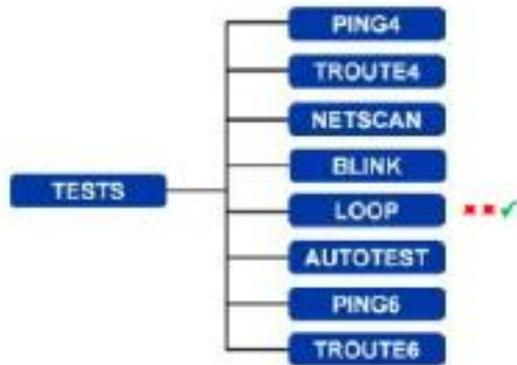 PING4
TROUTE4
NETSCAN
BLINK
TESTS
LOOP
AUTOTEST
PING6
TROUTE6